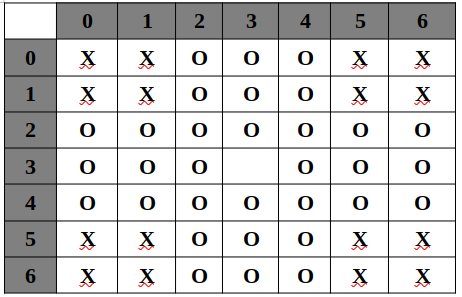 0 1 2 3 4 5 6
0 X X O O O X X
1 X X O O O X X
2 O O O O O O O
3 O O O O O O
4 O O O O O O O
5 X X O O O X X
6 X X O O O X X